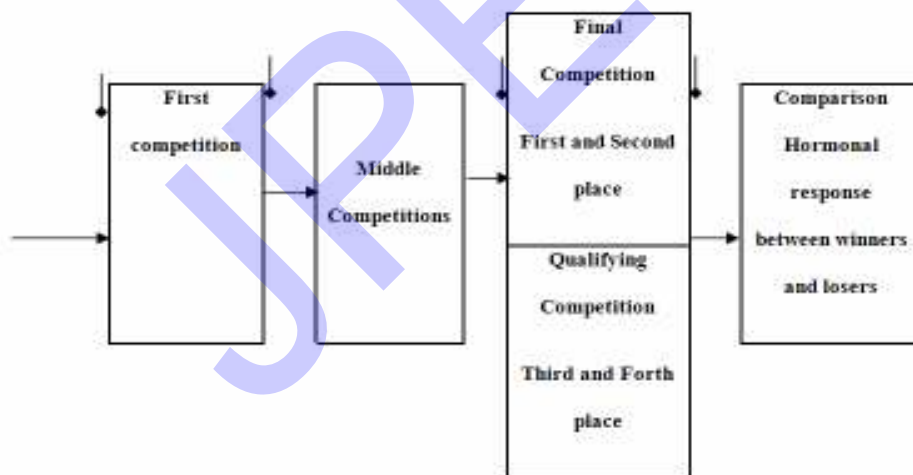 First
competition
Middle
Competitions
Final
Competition
First and Second
place
Qualifying
Competition
Third and Forth
place
Comparison
Hormonal
response
between winners
and losers
JPE